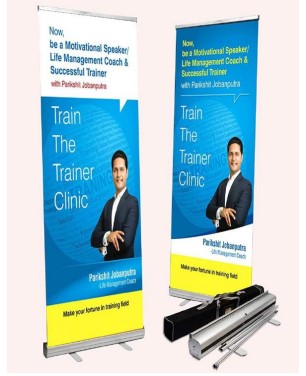 Now,
be a Motivational Speaker/
Life Management Coach &
Successful Trainer
with Parikshit Jobanputra
Train
The
Trainer
Clinic
Parikshit Jobanputra
-Life Management Coach
Make your fortune in training field
Now,
be a Motivational Speaker/
Life Management Coach &
Successful Trainer
with Parikshit Jobanputra
Train
The
Trainer
Clinic
Parikshit Jobanputra
-Life Management Coach
Make your fortune in training field